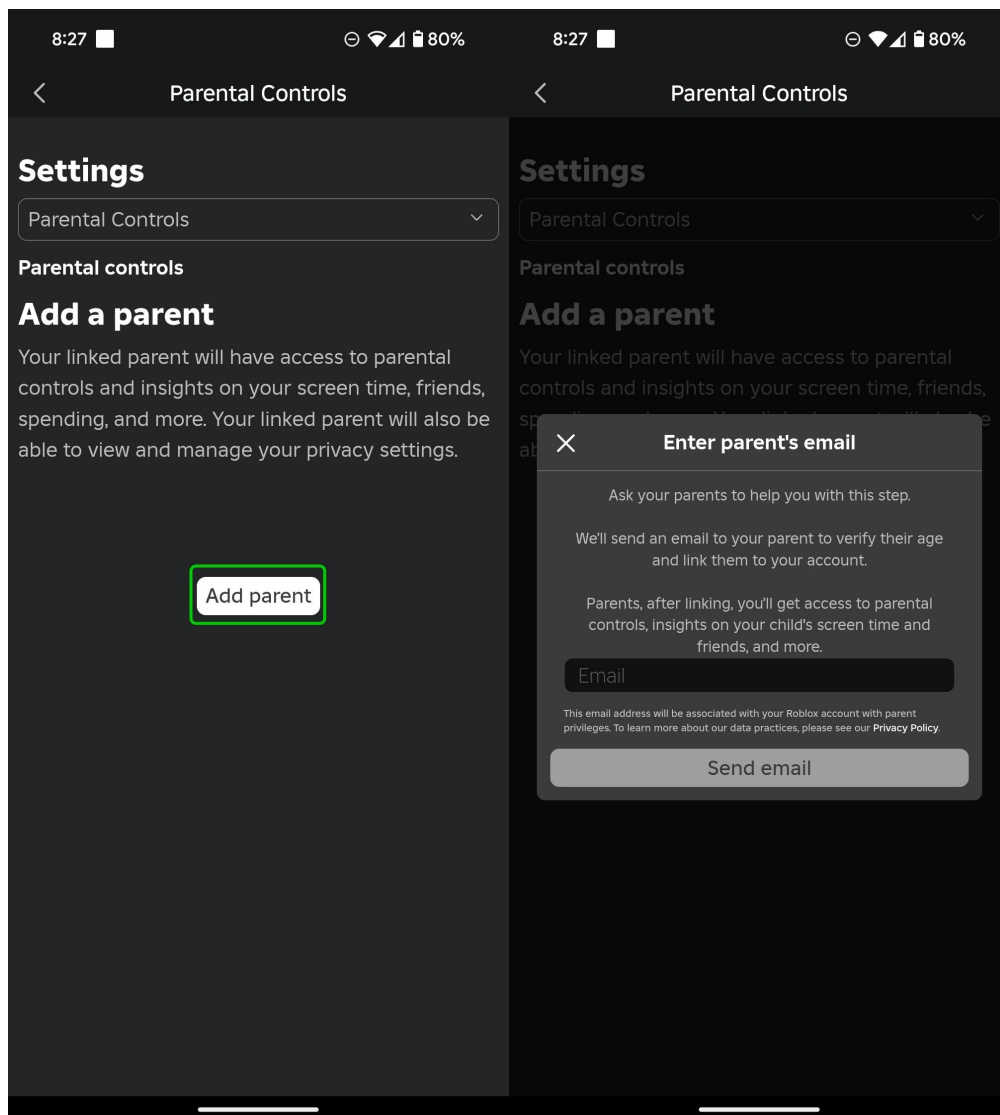 8:27 80%
Parental Controls
Settings
Parental Controls
Parental controls
Add a parent
Your linked parent will have access to parental
controls and insights on your screen time, friends,
spending, and more. Your linked parent will also be
able to view and manage your privacy settings.
Add parent
8:27 80%
Parental Controls
Settings
Parental Controls
Parental controls
Add a parent
Your linked parent will have access to parental
controls and insights on your screen time, friends,
Enter parent's email
Ask your parents to help you with this step.
We'll send an email to your parent to verify their age
and link them to your account.
Parents, after linking, you'll get access to parental
controls, insights on your child's screen time and
friends, and more.
Email
This email address will be associated with your Roblox account with parent
privileges. To learn more about our data practices, please see our Privacy Policy.
Send email